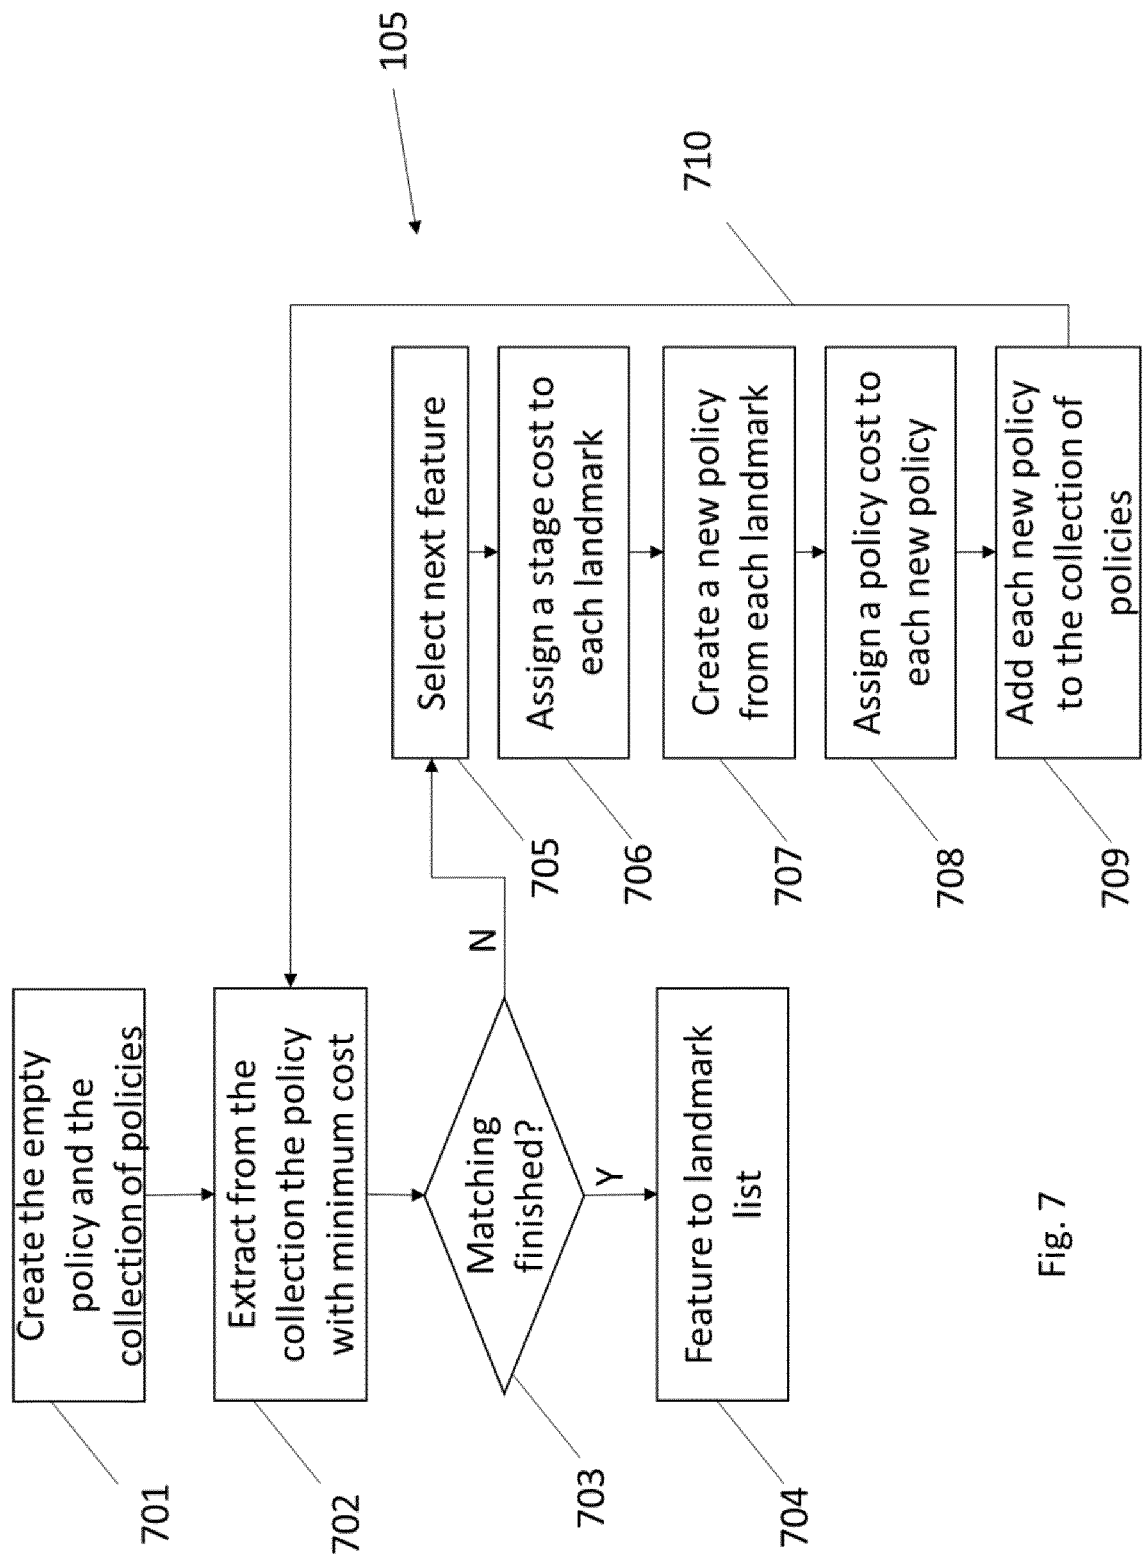 105
701
Create the empty
policy and the
collection of policies
702
Extract from the
collection the policy
with minimum cost
703
Matching
finished?
N
Y
704
Feature to landmark
list
705
Select next feature
706
Assign a stage cost to
each landmark
707
Create a new policy
from each landmark
708
Assign a policy cost to
each new policy
709
Add each new policy
to the collection of
policies
710
Fig. 7